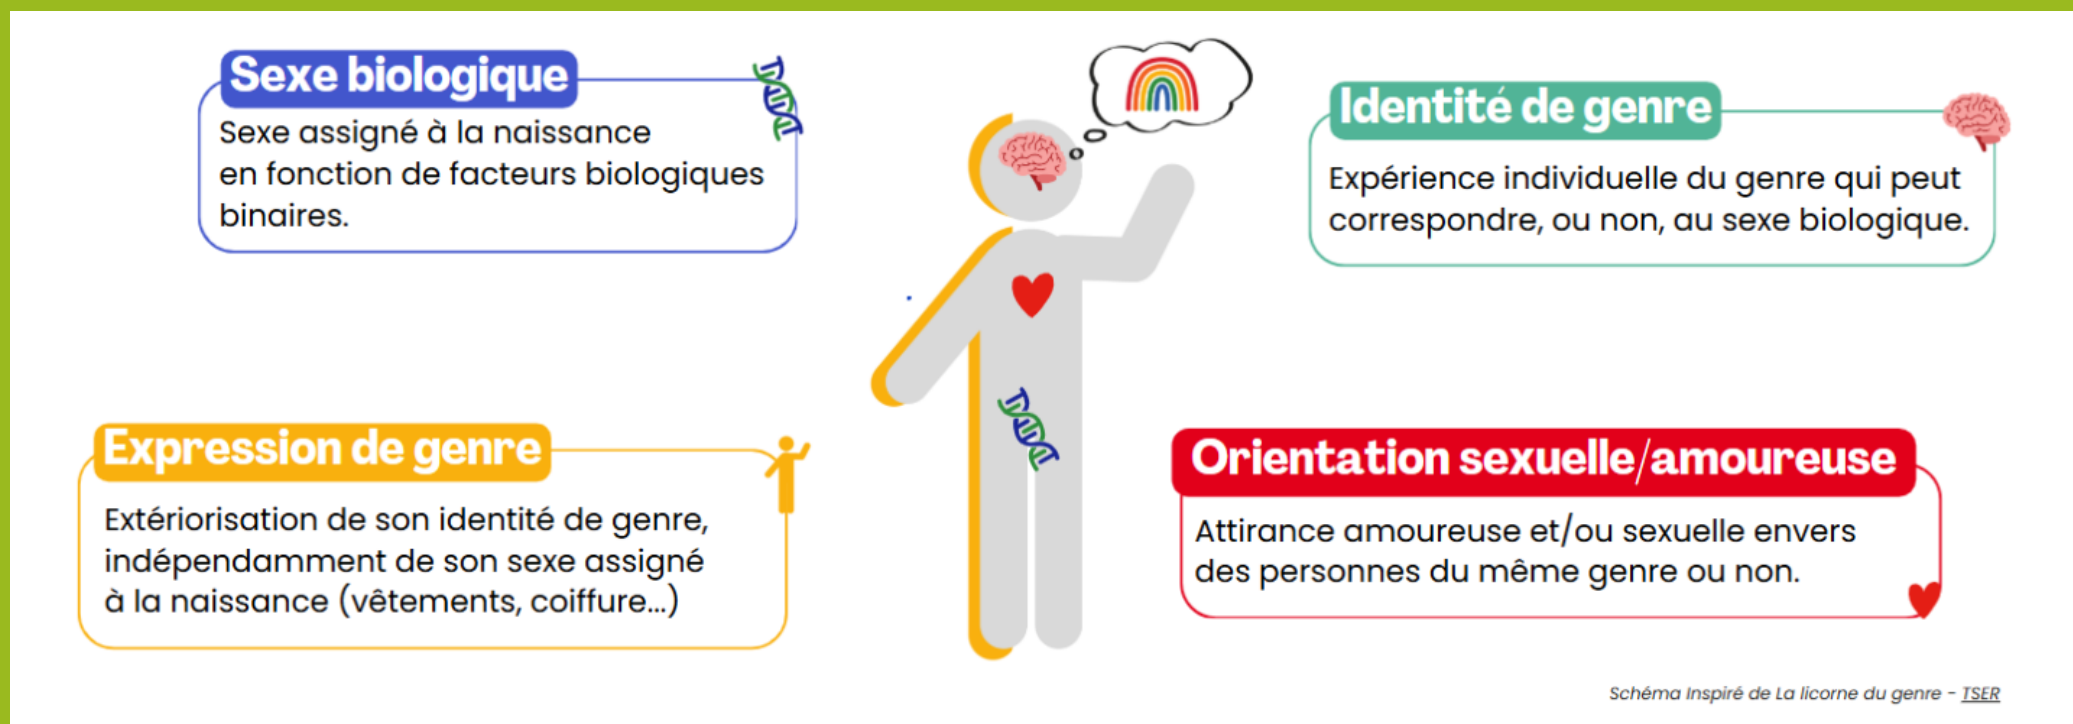 Sexe biologique
Sexe assigné à la naissance
en fonction de facteurs biologiques
binaires.
Identité de genre
Expérience individuelle du genre qui peut
correspondre, ou non, au sexe biologique.
Expression de genre
Extériorisation de son identité de genre,
indépendamment de son sexe assigné
à la naissance (vêtements, coiffure...)
Orientation sexuelle/amoureuse
Attirance amoureuse et/ou sexuelle envers
des personnes du même genre ou non.
Schéma Inspiré de La licorne du genre - TSER